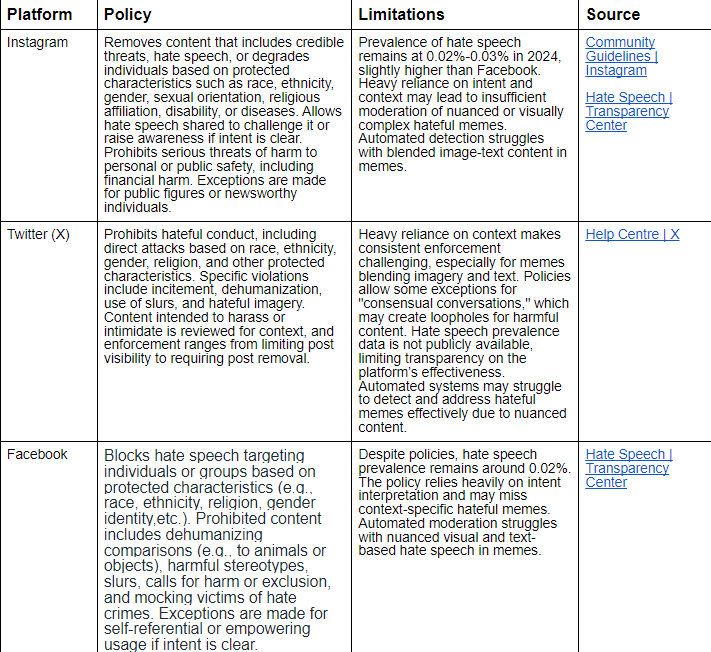 Platform
Policy
Limitations
Source
Instagram
Removes content that includes credible
threats, hate speech, or degrades
individuals based on protected
characteristics such as race, ethnicity,
gender, sexual orientation, religious
affiliation, disability, or diseases. Allows
hate speech shared to challenge it or
raise awareness if intent is clear.
Prohibits serious threats of harm to
personal or public safety, including
financial harm. Exceptions are made
for public figures or newsworthy
individuals.
Prevalence of hate speech
remains at 0.02%-0.03% in 2024,
slightly higher than Facebook.
Heavy reliance on intent and
context may lead to insufficient
moderation of nuanced or visually
complex hateful memes.
Automated detection struggles
with blended image-text content in
memes.
Community
Guidelines |
Instagram
Hate Speech |
Transparency
Center
Twitter (X)
Prohibits hateful conduct, including
direct attacks based on race, ethnicity,
gender, religion, and other protected
characteristics. Specific violations
include incitement, dehumanization,
use of slurs, and hateful imagery.
Content intended to harass or
intimidate is reviewed for context, and
enforcement ranges from limiting post
visibility to requiring post removal.
Heavy reliance on context makes
consistent enforcement
challenging, especially for memes
blending imagery and text. Policies
allow some exceptions for
"consensual conversations," which
may create loopholes for harmful
content. Hate speech prevalence
data is not publicly available,
limiting transparency on the
platform's effectiveness.
Automated systems may struggle
to detect and address hateful
memes effectively due to nuanced
content.
Help Centre | X
Facebook
Blocks hate speech targeting
individuals or groups based on
protected characteristics (e.g.,
race, ethnicity, religion, gender
identity,etc.). Prohibited content
includes dehumanizing
comparisons (e.g., to animals or
objects), harmful stereotypes,
slurs, calls for harm or exclusion,
and mocking victims of hate
crimes. Exceptions are made for
self-referential or empowering
usage if intent is clear.
Despite policies, hate speech
prevalence remains around 0.02%.
The policy relies heavily on intent
interpretation and may miss
context-specific hateful memes.
Automated moderation struggles
with nuanced visual and text-
based hate speech in memes.
Hate Speech |
Transparency
Center